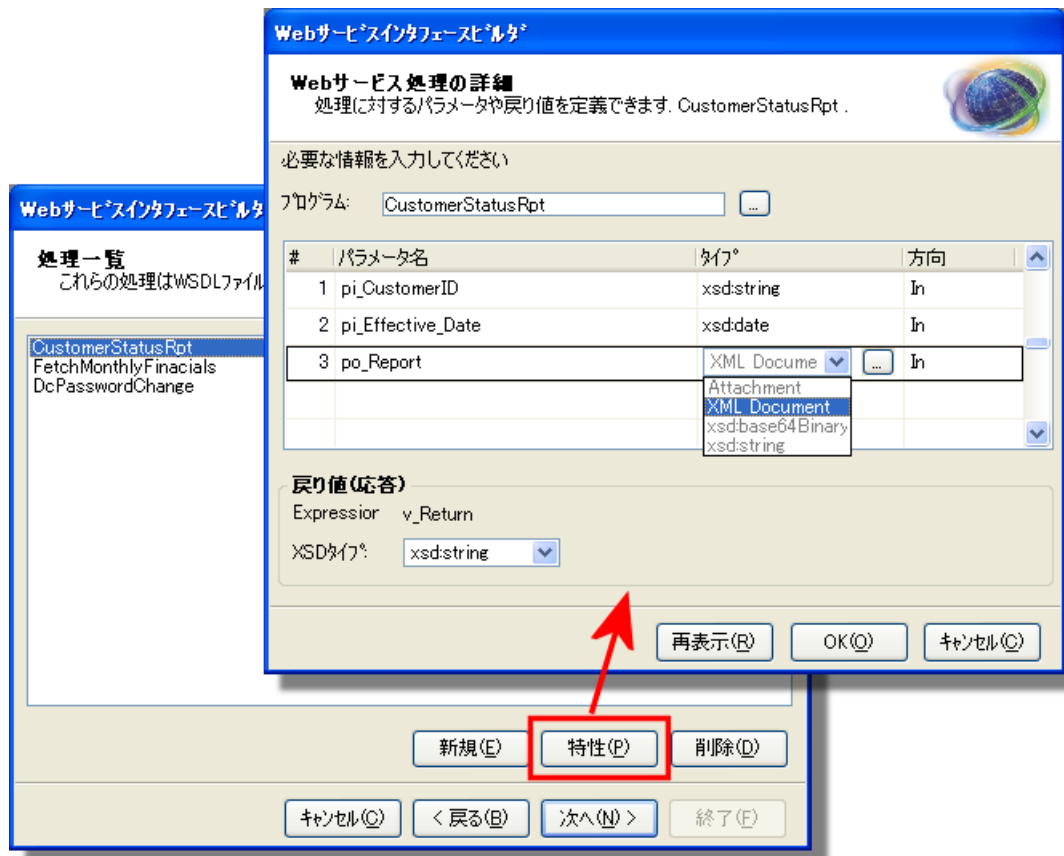 Webサービスインタフェースビルダ
Webサービス処理の詳細
処理に対するパラメータや戻り値を定義できます. CustomerStatusRpt .
必要な情報を入力してください
プログラム: CustomerStatusRpt ...
# パラメータ名 タイプ 方向
1 pi_CustomerID xsd:string In
2 pi_Effective_Date xsd:date In
3 po_Report XML Docume ... In
Attachment
XML Document
xsd:base64Binary
xsd:string
戻り値(応答)
Expression v_Return
XSDタイプ: xsd:string
再表示(R) OK(O) キャンセル(C)
Webサービスインタフェースビルダ
処理一覧
これらの処理はWSDLファイル
CustomerStatusRpt
FetchMonthlyFinacials
DcPasswordChange
新規(E) 特性(P) 削除(D)
キャンセル(C) < 戻る(B) 次へ(N) > 終了(F)